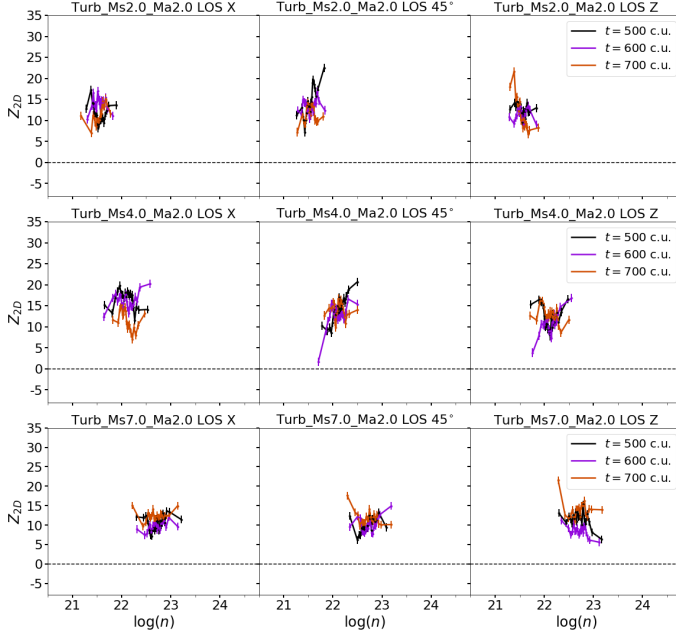 Turb_Ms2.0_Ma2.0 LOS X
Turb_Ms2.0_Ma2.0 LOS 45°
Turb_Ms2.0_Ma2.0 LOS Z
35
30
25
20
15
10
5
0
-5
Z2D
t = 500 c.u.
t = 600 c.u.
t = 700 c.u.
Turb_Ms4.0_Ma2.0 LOS X
Turb_Ms4.0_Ma2.0 LOS 45°
Turb_Ms4.0_Ma2.0 LOS Z
35
30
25
20
15
10
5
0
-5
Z2D
t = 500 c.u.
t = 600 c.u.
t = 700 c.u.
Turb_Ms7.0_Ma2.0 LOS X
Turb_Ms7.0_Ma2.0 LOS 45°
Turb_Ms7.0_Ma2.0 LOS Z
35
30
25
20
15
10
5
0
-5
Z2D
t = 500 c.u.
t = 600 c.u.
t = 700 c.u.
21 22 23 24 25
21 22 23 24 25
21 22 23 24 25
log(n)
log(n)
log(n)